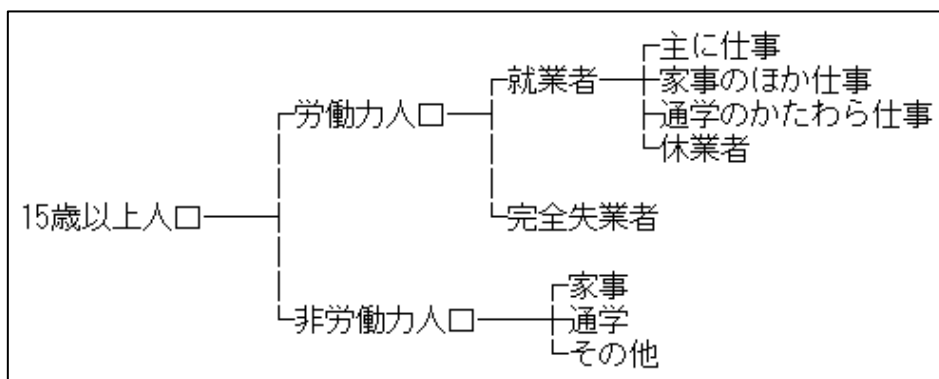 主に仕事
就業者
家事のほか仕事
労働力人口
通学のかたわら仕事
休業者
15歳以上人口
完全失業者
家事
非労働力人口
通学
その他